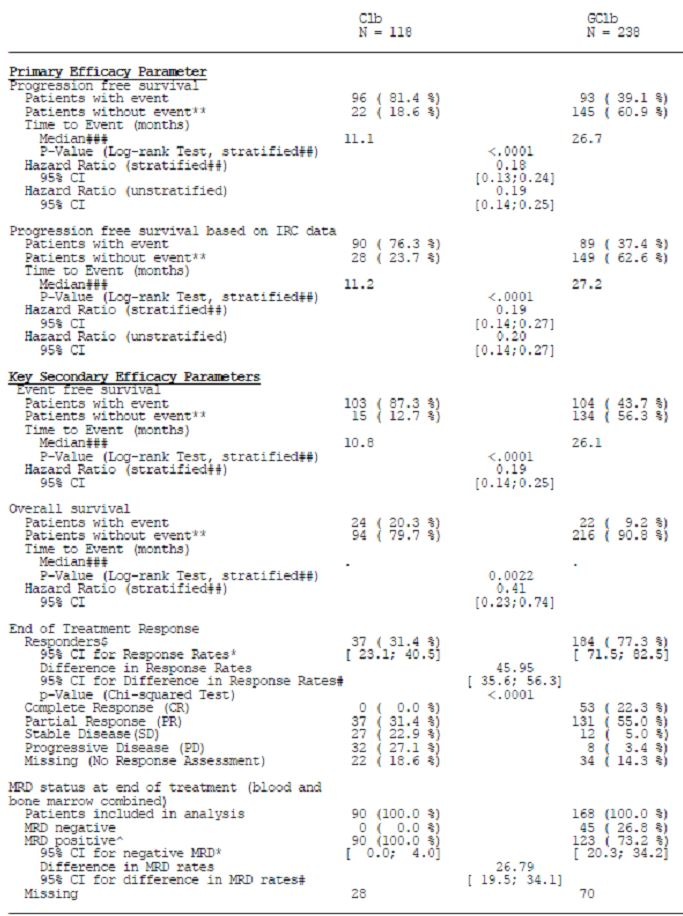 Clb GClb
N = 118 N = 238
Primary Efficacy Parameter
Progression free survival
Patients with event 96 ( 81.4 %) 93 ( 39.1 %)
Patients without event** 22 ( 18.6 %) 145 ( 60.9 %)
Time to Event (months)
Median### 11.1 26.7
P-Value (Log-rank Test, stratified##) <.0001
Hazard Ratio (stratified##) 0.18
95% CI [0.13;0.24]
Hazard Ratio (unstratified) 0.19
95% CI [0.14;0.25]
Progression free survival based on IRC data
Patients with event 90 ( 76.3 %) 89 ( 37.4 %)
Patients without event** 28 ( 23.7 %) 149 ( 62.6 %)
Time to Event (months)
Median### 11.2 27.2
P-Value (Log-rank Test, stratified##) <.0001
Hazard Ratio (stratified##) 0.19
95% CI [0.14;0.27]
Hazard Ratio (unstratified) 0.20
95% CI [0.14;0.27]
Key Secondary Efficacy Parameters
Event free survival
Patients with event 103 ( 87.3 %) 104 ( 43.7 %)
Patients without event** 15 ( 12.7 %) 134 ( 56.3 %)
Time to Event (months)
Median### 10.8 26.1
P-Value (Log-rank Test, stratified##) <.0001
Hazard Ratio (stratified##) 0.19
95% CI [0.14;0.25]
Overall survival
Patients with event 24 ( 20.3 %) 22 ( 9.2 %)
Patients without event** 94 ( 79.7 %) 216 ( 90.8 %)
Time to Event (months)
Median### . .
P-Value (Log-rank Test, stratified##) 0.0022
Hazard Ratio (stratified##) 0.41
95% CI [0.23;0.74]
End of Treatment Response
Responders$ 37 ( 31.4 %) 184 ( 77.3 %)
95% CI for Response Rates* [ 23.1; 40.5] [ 71.5; 82.5]
Difference in Response Rates 45.95
95% CI for Difference in Response Rates# [ 35.6; 56.3]
p-Value (Chi-squared Test) <.0001
Complete Response (CR) 0 ( 0.0 %) 53 ( 22.3 %)
Partial Response (PR) 37 ( 31.4 %) 131 ( 55.0 %)
Stable Disease(SD) 27 ( 22.9 %) 12 ( 5.0 %)
Progressive Disease (PD) 32 ( 27.1 %) 8 ( 3.4 %)
Missing (No Response Assessment) 22 ( 18.6 %) 34 ( 14.3 %)
MRD status at end of treatment (blood and
bone marrow combined)
Patients included in analysis 90 (100.0 %) 168 (100.0 %)
MRD negative 0 ( 0.0 %) 45 ( 26.8 %)
MRD positive^ 90 (100.0 %) 123 ( 73.2 %)
95% CI for negative MRD* [ 0.0; 4.0] [ 20.3; 34.2]
Difference in MRD rates 26.79
95% CI for difference in MRD rates# [ 19.5; 34.1]
Missing 28 70